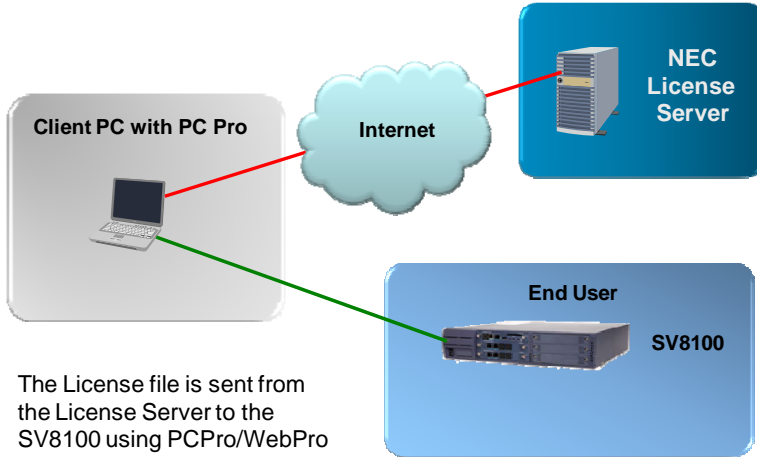 NEC
License
Server
Client PC with PC Pro
Internet
End User
SV8100
The License file is sent from
the License Server to the
SV8100 using PCPro/WebPro